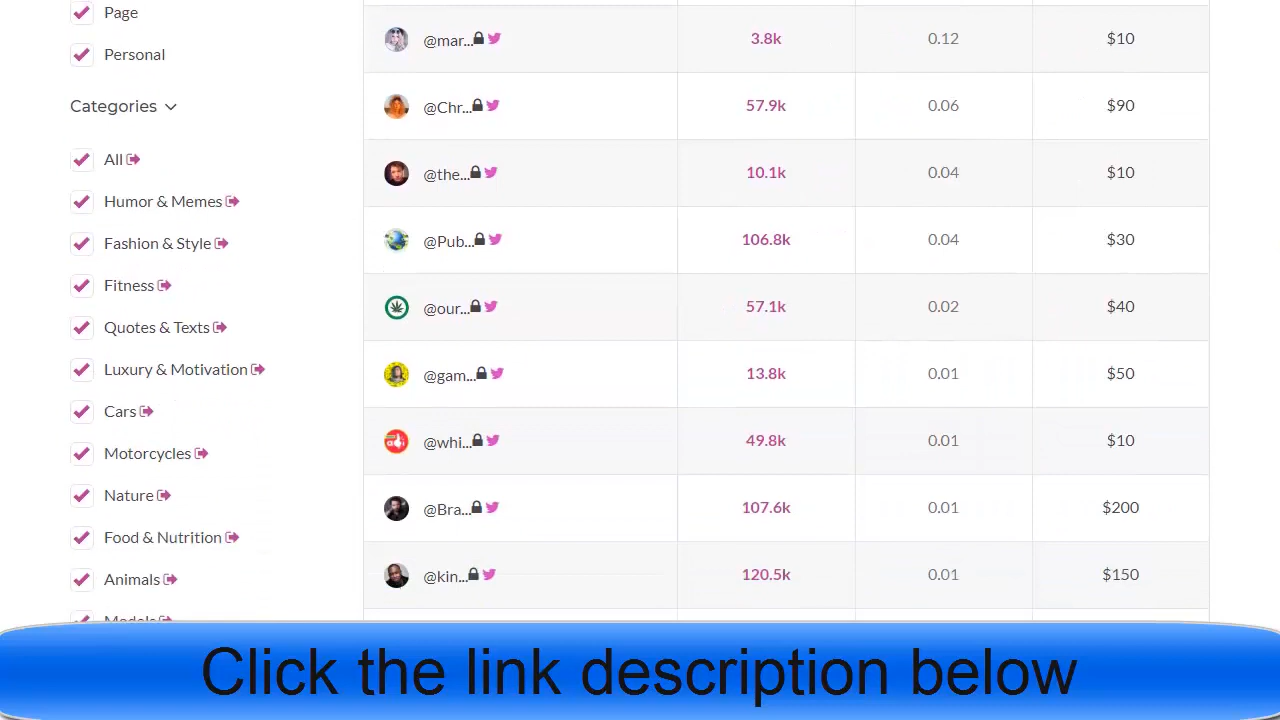 Page
Personal
Categories
All
Humor & Memes
Fashion & Style
Fitness
Quotes & Texts
Luxury & Motivation
Cars
Motorcycles
Nature
Food & Nutrition
Animals
Models
@mar... 3.8k 0.12 $10
@Chr... 57.9k 0.06 $90
@the... 10.1k 0.04 $10
@Pub... 106.8k 0.04 $30
@our... 57.1k 0.02 $40
@gam... 13.8k 0.01 $50
@whi... 49.8k 0.01 $10
@Bra... 107.6k 0.01 $200
@kin... 120.5k 0.01 $150
Click the link description below